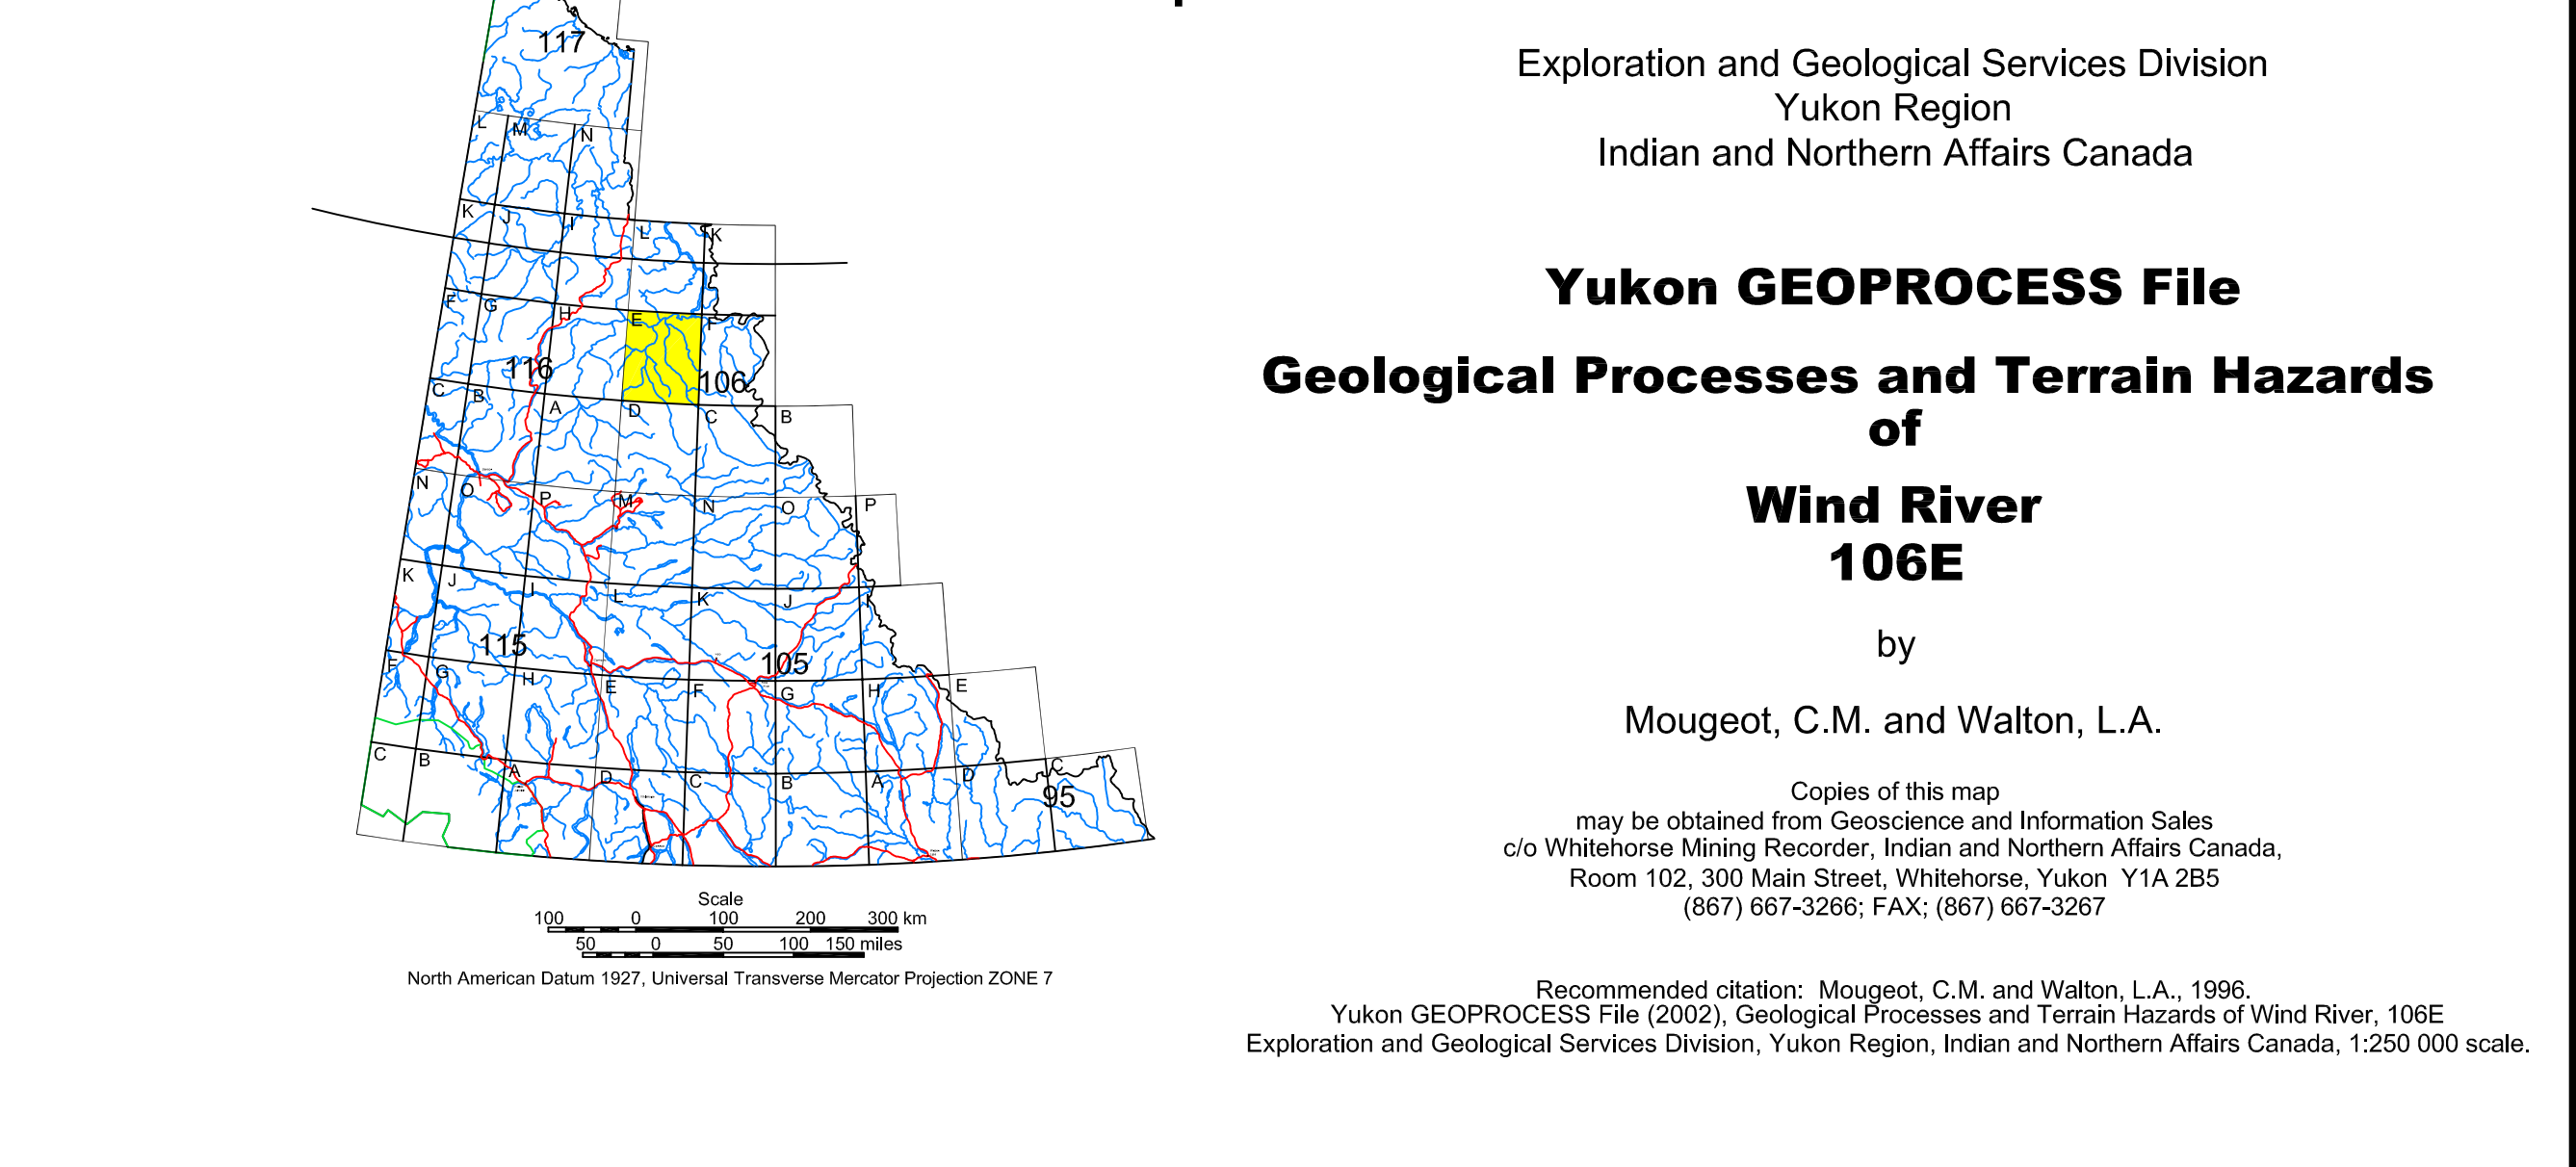 117
L M N
K J I L K
F G H E F
116 106
C B A D C B
N O P M N O P
K J I L K J I
115 105
F G H E F G H E
C B A D C B A D C
95
Scale
100 0 100 200 300 km
50 0 50 100 150 miles
North American Datum 1927, Universal Transverse Mercator Projection ZONE 7
Exploration and Geological Services Division
Yukon Region
Indian and Northern Affairs Canada
Yukon GEOPROCESS File
Geological Processes and Terrain Hazards
of
Wind River
106E
by
Mougeot, C.M. and Walton, L.A.
Copies of this map
may be obtained from Geoscience and Information Sales
c/o Whitehorse Mining Recorder, Indian and Northern Affairs Canada,
Room 102, 300 Main Street, Whitehorse, Yukon Y1A 2B5
(867) 667-3266; FAX; (867) 667-3267
Recommended citation: Mougeot, C.M. and Walton, L.A., 1996.
Yukon GEOPROCESS File (2002), Geological Processes and Terrain Hazards of Wind River, 106E
Exploration and Geological Services Division, Yukon Region, Indian and Northern Affairs Canada, 1:250 000 scale.